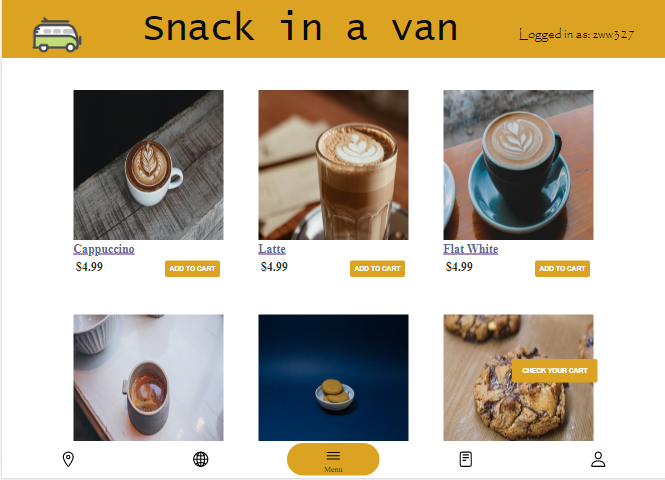 Snack in a van
Logged in as: zww327
Cappuccino
Latte
Flat White
$4.99
ADD TO CART
$4.99
ADD TO CART
$4.99
ADD TO CART
CHECK YOUR CART
Menu